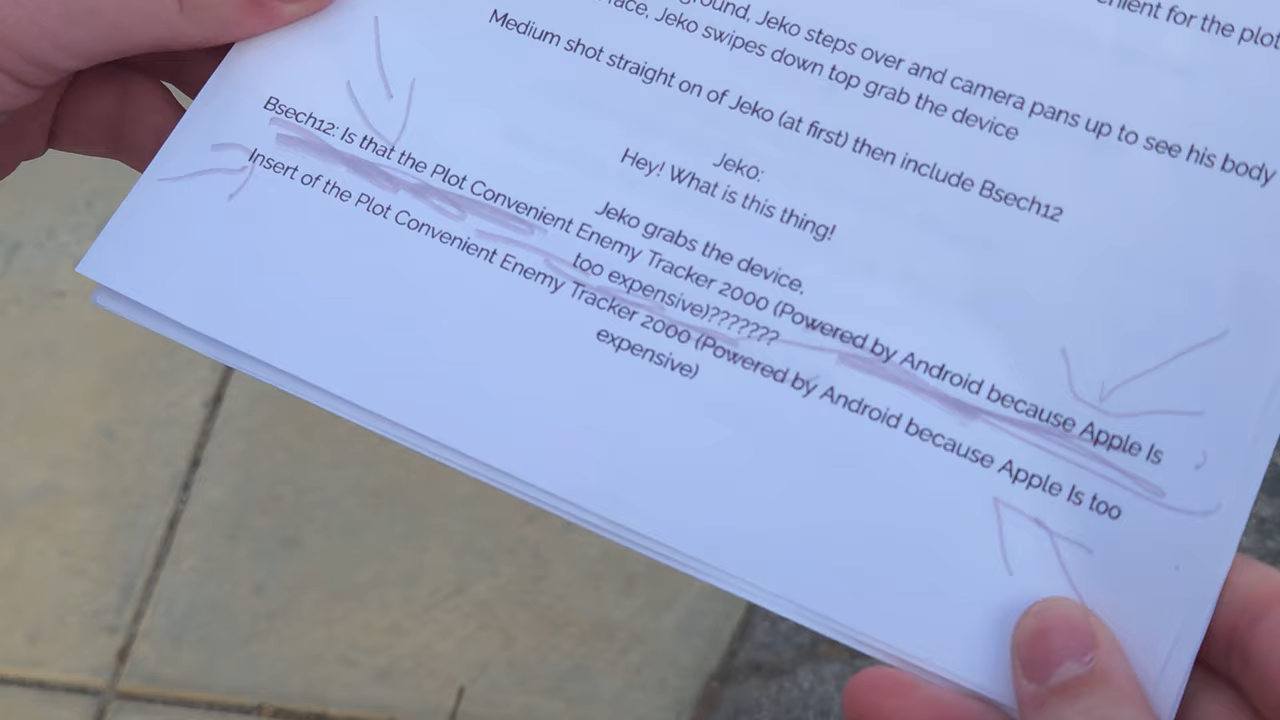 for the plot
Jeko steps over and camera pans up to see his body
Jeko swipes down top grab the device
Medium shot straight on of Jeko (at first) then include Bsech12
Jeko:
Hey! What is this thing!
Jeko grabs the device.
Bsech12: Is that the Plot Convenient Enemy Tracker 2000 (Powered by Android because Apple Is
too expensive)???????
Insert of the Plot Convenient Enemy Tracker 2000 (Powered by Android because Apple Is too
expensive)